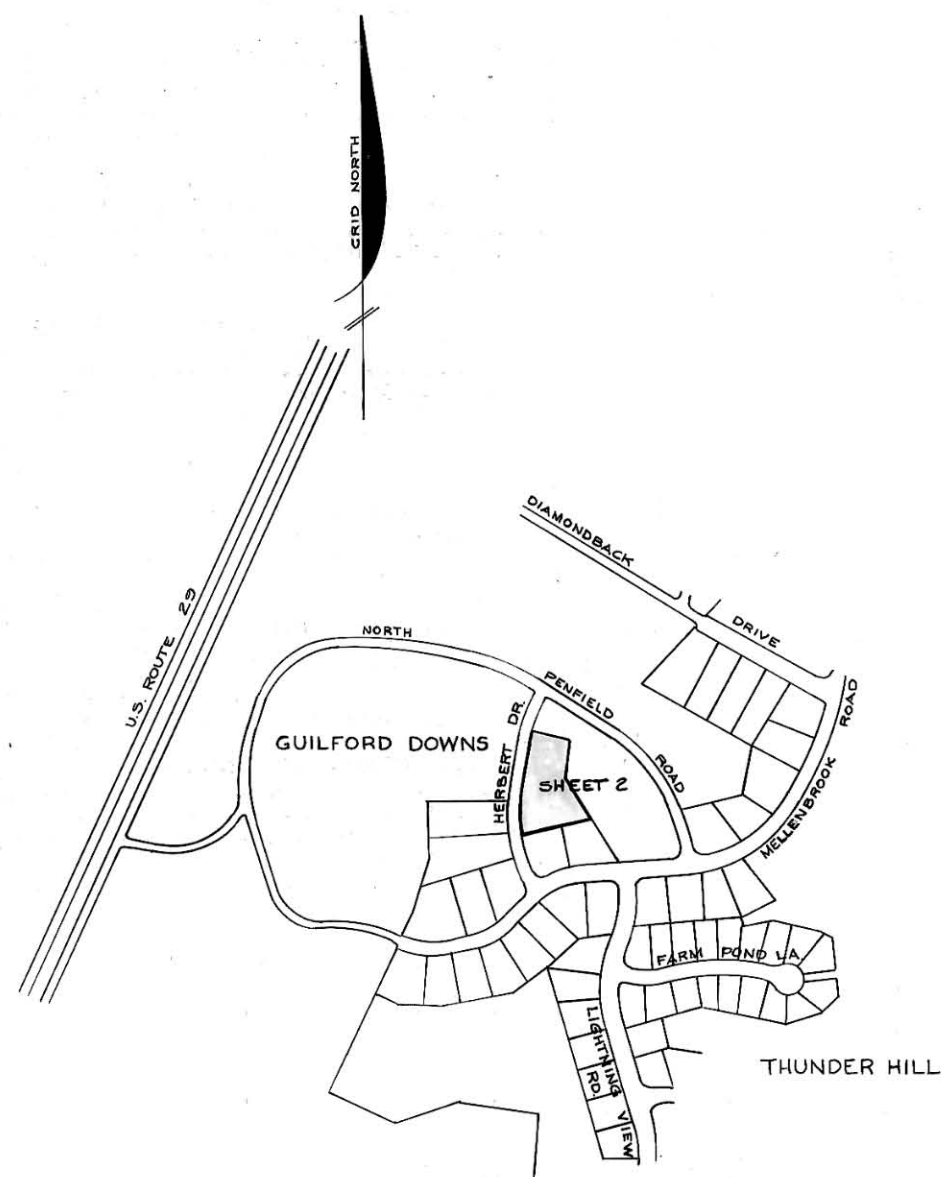 GRID NORTH
U.S. ROUTE 29
DIAMONDBACK
DRIVE
NORTH
PENFIELD
ROAD
HERBERT DR.
GUILFORD DOWNS
SHEET 2
MELLENBROOK
ROAD
FARM POND LA.
LIGHTNING VIEW
RD.
THUNDER HILL